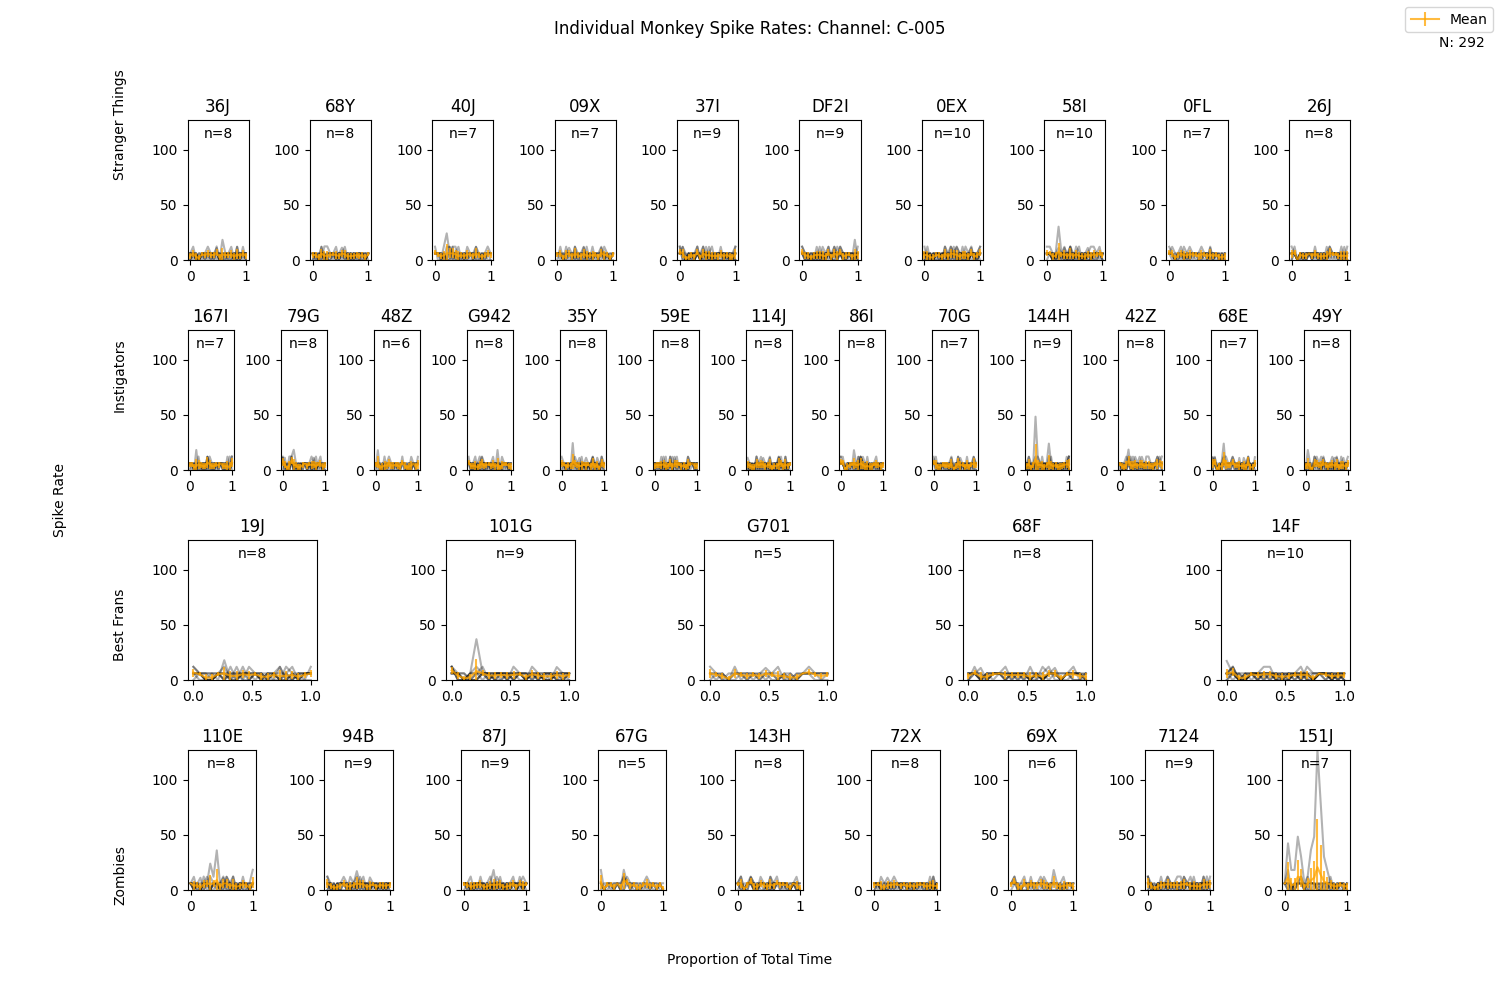 Individual Monkey Spike Rates: Channel: C-005
Mean
N: 292
Spike Rate
Stranger Things
36J 68Y 40J 09X 37I DF2I 0EX 58I 0FL 26J
n=8 n=8 n=7 n=7 n=9 n=9 n=10 n=10 n=7 n=8
100 100 100 100 100 100 100 100 100 100
50 50 50 50 50 50 50 50 50 50
0 0 0 0 0 0 0 0 0 0
0 1 0 1 0 1 0 1 0 1 0 1 0 1 0 1 0 1 0 1
Instigators
167I 79G 48Z G942 35Y 59E 114J 86I 70G 144H 42Z 68E 49Y
n=7 n=8 n=6 n=8 n=8 n=8 n=8 n=8 n=7 n=9 n=8 n=7 n=8
100 100 100 100 100 100 100 100 100 100 100 100 100
50 50 50 50 50 50 50 50 50 50 50 50 50
0 0 0 0 0 0 0 0 0 0 0 0 0
0 1 0 1 0 1 0 1 0 1 0 1 0 1 0 1 0 1 0 1 0 1 0 1 0 1
Best Frans
19J 101G G701 68F 14F
n=8 n=9 n=5 n=8 n=10
100 100 100 100 100
50 50 50 50 50
0 0 0 0 0
0.0 0.5 1.0 0.0 0.5 1.0 0.0 0.5 1.0 0.0 0.5 1.0 0.0 0.5 1.0
Zombies
110E 94B 87J 67G 143H 72X 69X 7124 151J
n=8 n=9 n=9 n=5 n=8 n=8 n=6 n=9 n=7
100 100 100 100 100 100 100 100 100
50 50 50 50 50 50 50 50 50
0 0 0 0 0 0 0 0 0
0 1 0 1 0 1 0 1 0 1 0 1 0 1 0 1 0 1
Proportion of Total Time